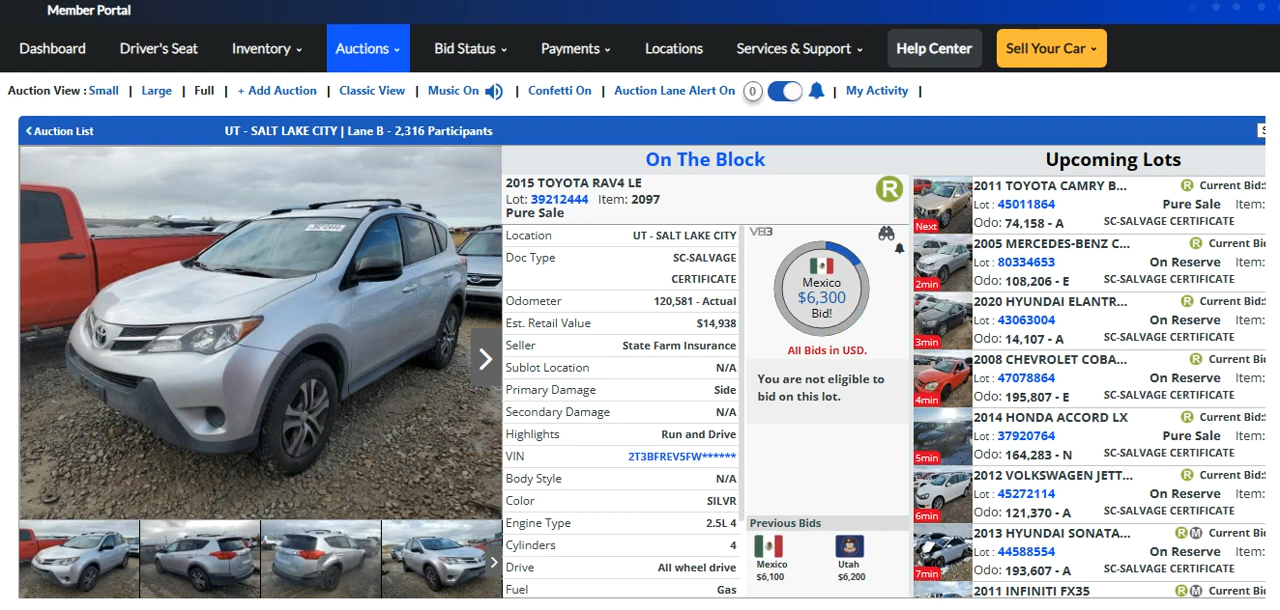 Member Portal
Dashboard Driver's Seat Inventory Auctions Bid Status Payments Locations Services & Support Help Center Sell Your Car
Auction View : Small | Large | Full | + Add Auction | Classic View | Music On | Confetti On | Auction Lane Alert On 0 | My Activity |
Auction List UT - SALT LAKE CITY | Lane B - 2,316 Participants
On The Block
2015 TOYOTA RAV4 LE
Lot: 39212444 Item: 2097
Pure Sale
R
Location UT - SALT LAKE CITY
Doc Type SC-SALVAGE
CERTIFICATE
Odometer 120,581 - Actual
Est. Retail Value $14,938
Seller State Farm Insurance
Sublot Location N/A
Primary Damage Side
Secondary Damage N/A
Highlights Run and Drive
VIN 2T3BFREV5FW******
Body Style N/A
Color SILVR
Engine Type 2.5L 4
Cylinders 4
Drive All wheel drive
Fuel Gas
VB3
Mexico
$6,300
Bid!
All Bids in USD.
You are not eligible to
bid on this lot.
Previous Bids
Mexico
$6,100
Utah
$6,200
Upcoming Lots
2011 TOYOTA CAMRY B... R Current Bid:
Lot : 45011864 Pure Sale Item:
Next Odo: 74,158 - A SC-SALVAGE CERTIFICATE
2005 MERCEDES-BENZ C... R Current Bi
Lot : 80334653 On Reserve Item:
2min Odo: 108,206 - E SC-SALVAGE CERTIFICATE
2020 HYUNDAI ELANTR... R Current Bid:
Lot : 43063004 On Reserve Item:
3min Odo: 14,107 - A SC-SALVAGE CERTIFICATE
2008 CHEVROLET COBA... R Current Bi
Lot : 47078864 On Reserve Item:
4min Odo: 195,807 - E SC-SALVAGE CERTIFICATE
2014 HONDA ACCORD LX R Current Bid:
Lot : 37920764 Pure Sale Item:
5min Odo: 164,283 - N SC-SALVAGE CERTIFICATE
2012 VOLKSWAGEN JETT... R Current Bid:
Lot : 45272114 On Reserve Item:
6min Odo: 121,370 - A SC-SALVAGE CERTIFICATE
2013 HYUNDAI SONATA... R M Current Bi
Lot : 44588554 On Reserve Item:
7min Odo: 193,607 - A SC-SALVAGE CERTIFICATE
2011 INFINITI FX35 R M Current Bi